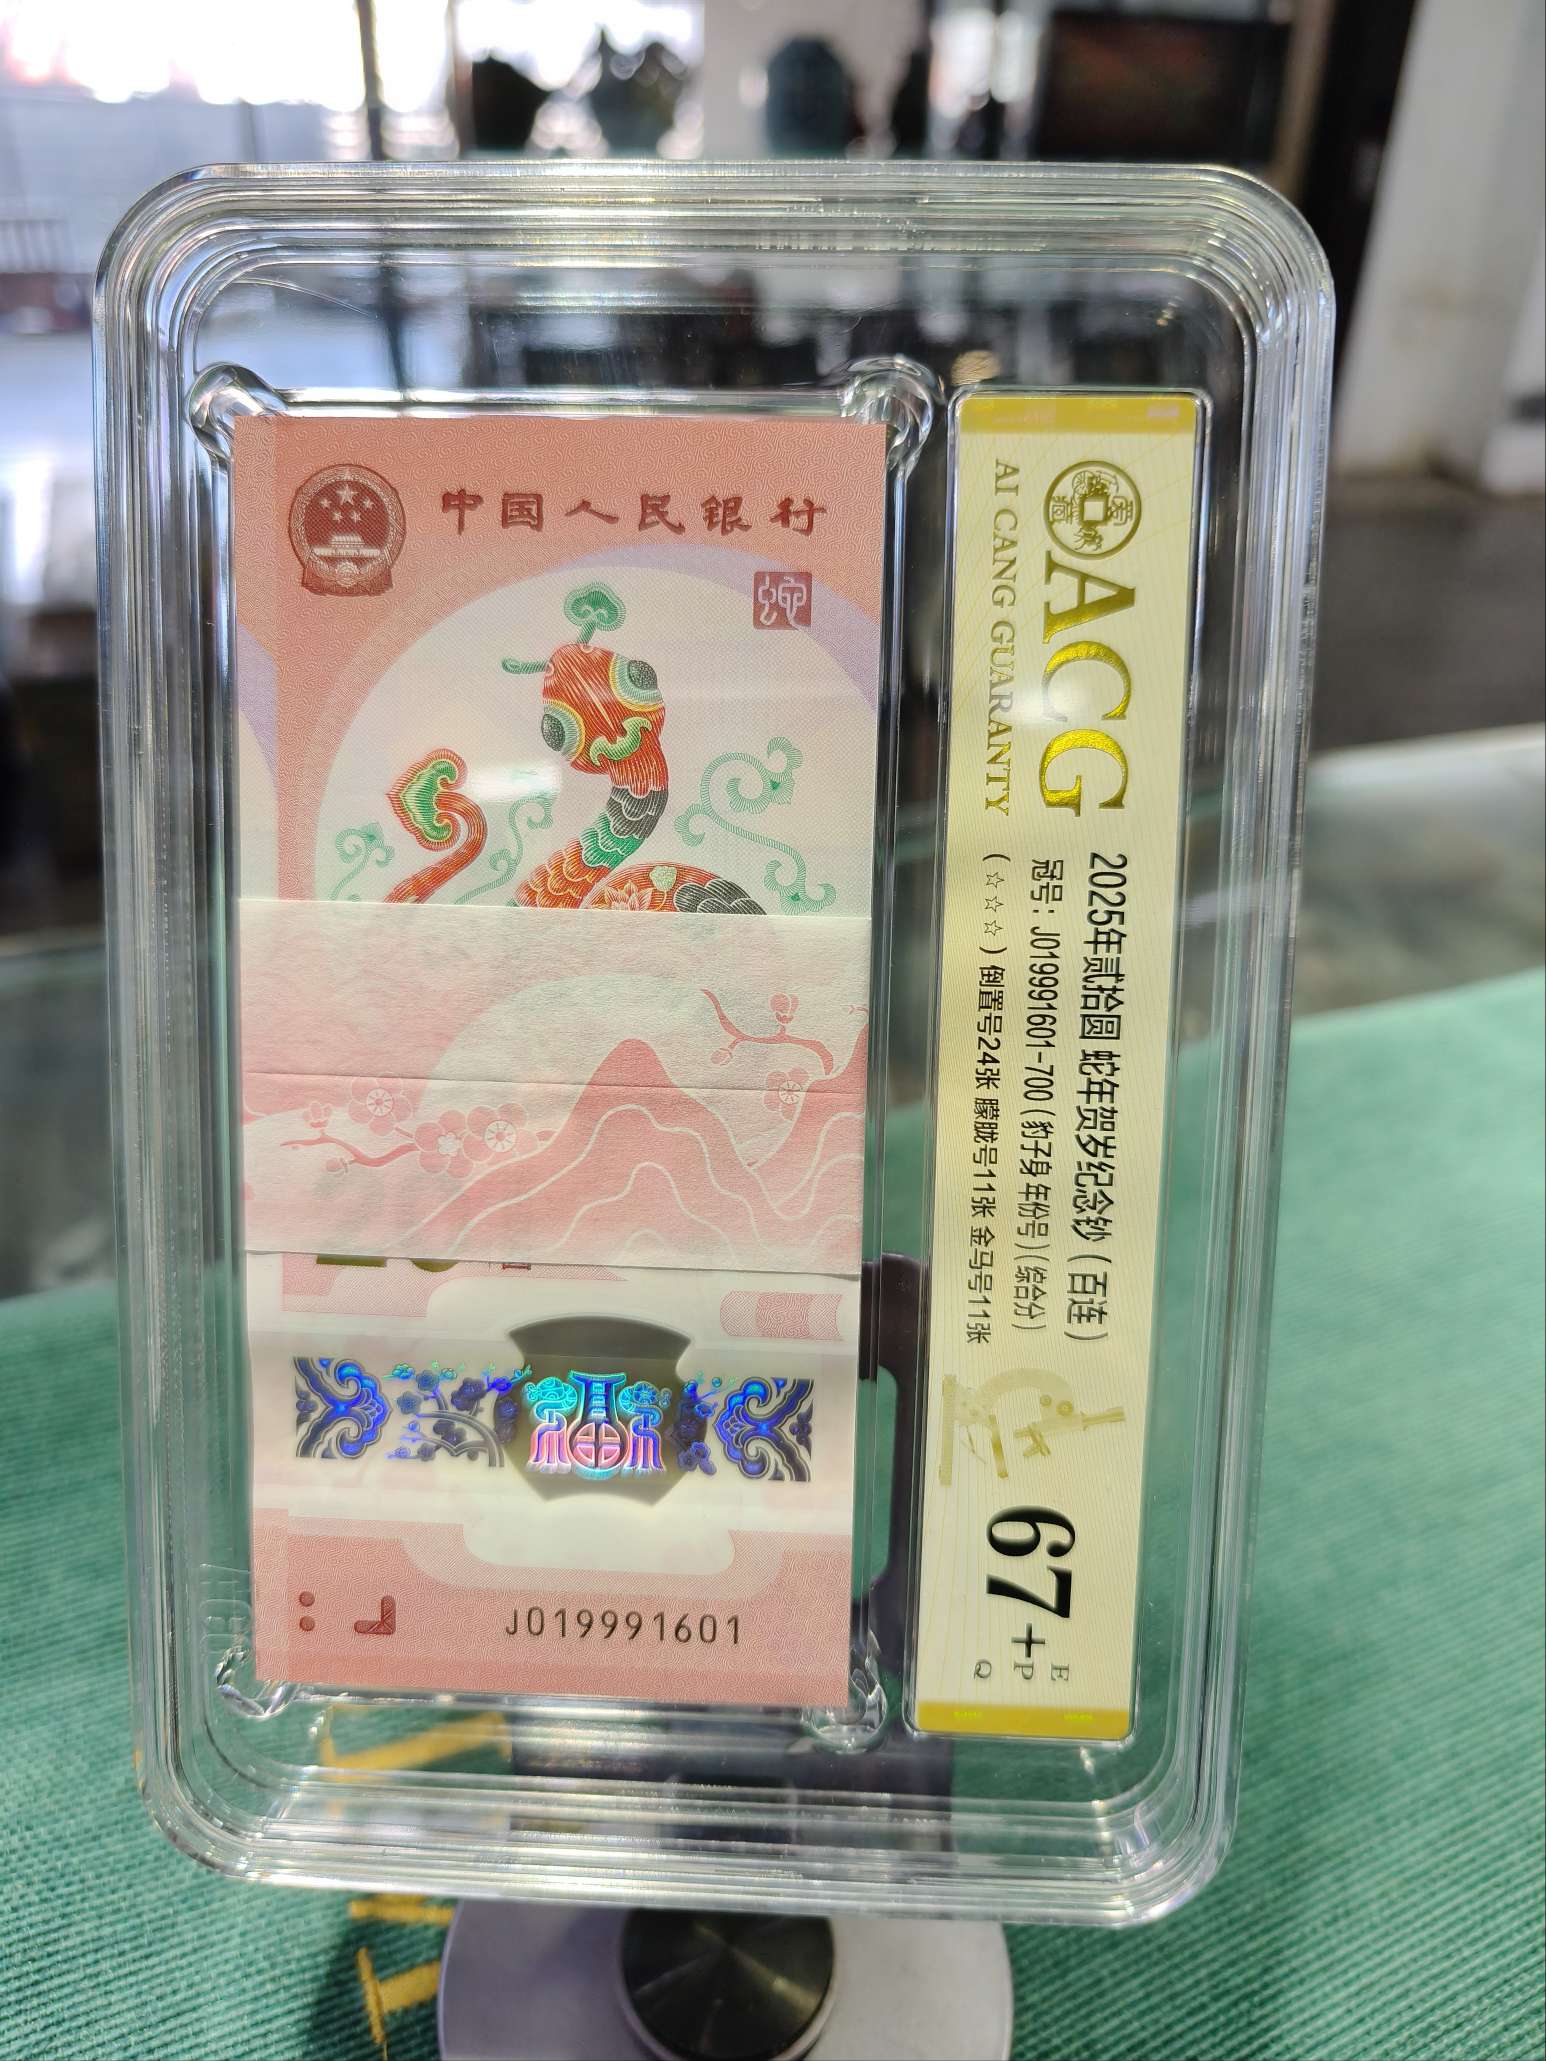 中国人民银行
J019991601
ACG
AI CANG GUARANTY
2025年贰拾圆 蛇年贺岁纪念钞（百连）
冠号：J019991601-700(豹子身 年份号)(综合分)
(☆☆☆☆) 倒置号24张 朦胧号11张 金马号11张
67+
E
P
Q